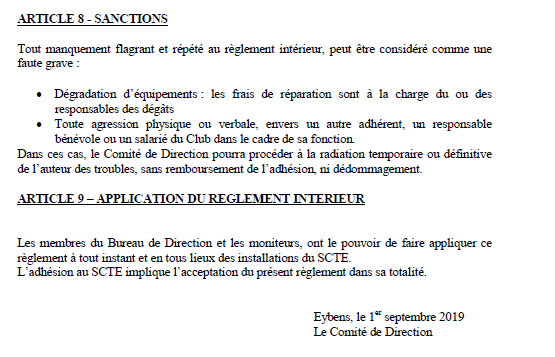 ARTICLE 8 - SANCTIONS
Tout manquement flagrant et répété au règlement intérieur, peut être considéré comme une
faute grave :
• Dégradation d'équipements : les frais de réparation sont à la charge du ou des
responsables des dégâts
• Toute agression physique ou verbale, envers un autre adhérent, un responsable
bénévole ou un salarié du Club dans le cadre de sa fonction.
Dans ces cas, le Comité de Direction pourra procéder à la radiation temporaire ou définitive
de l'auteur des troubles, sans remboursement de l'adhésion, ni dédommagement.
ARTICLE 9 – APPLICATION DU REGLEMENT INTERIEUR
Les membres du Bureau de Direction et les moniteurs, ont le pouvoir de faire appliquer ce
règlement à tout instant et en tous lieux des installations du SCTE.
L'adhésion au SCTE implique l'acceptation du présent règlement dans sa totalité.
Eybens, le 1er septembre 2019
Le Comité de Direction